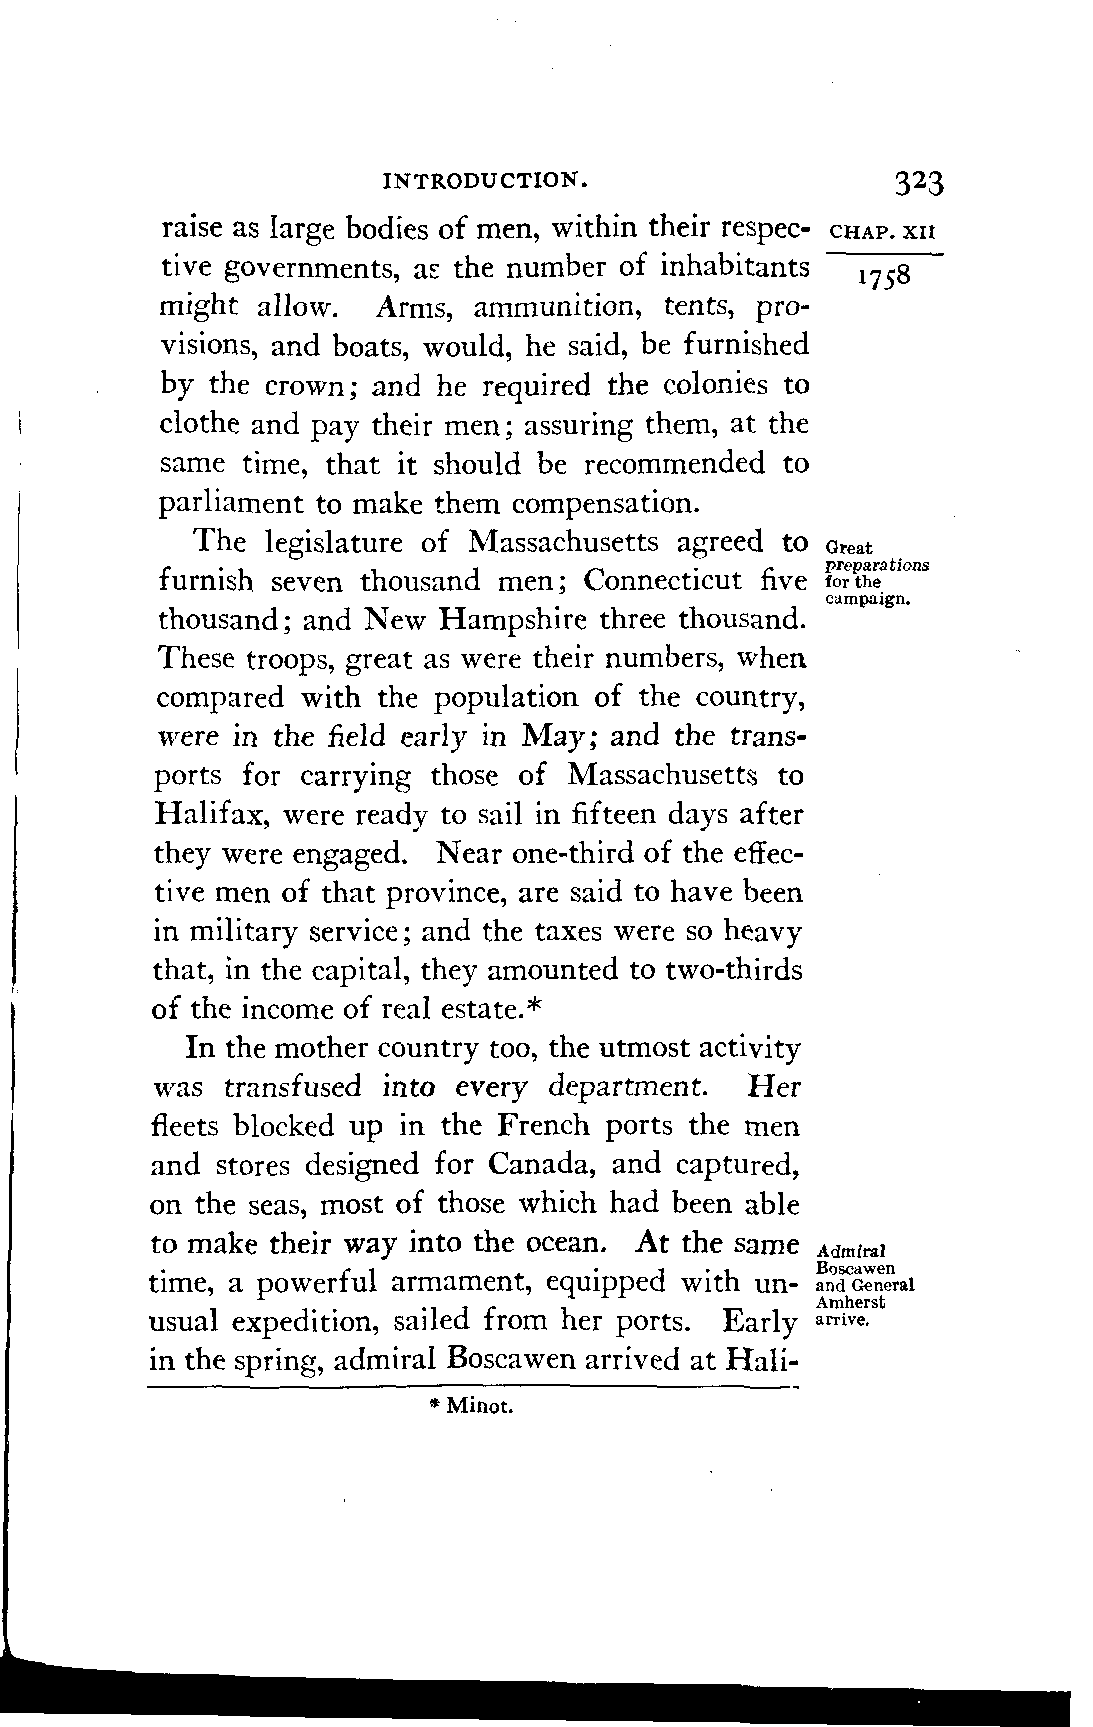 INTRODUCTION. 323
raise as large bodies of men, within their respec- CHAP. XII
tive governments, as the number of inhabitants 1758
might allow. Arms, ammunition, tents, pro-
visions, and boats, would, he said, be furnished
by the crown; and he required the colonies to
clothe and pay their men; assuring them, at the
same time, that it should be recommended to
parliament to make them compensation.
The legislature of Massachusetts agreed to
furnish seven thousand men; Connecticut five
thousand; and New Hampshire three thousand.
Great
preparations
for the
campaign.
These troops, great as were their numbers, when
compared with the population of the country,
were in the field early in May; and the trans-
ports for carrying those of Massachusetts to
Halifax, were ready to sail in fifteen days after
they were engaged. Near one-third of the effec-
tive men of that province, are said to have been
in military service; and the taxes were so heavy
that, in the capital, they amounted to two-thirds
of the income of real estate.*
In the mother country too, the utmost activity
was transfused into every department. Her
fleets blocked up in the French ports the men
and stores designed for Canada, and captured,
on the seas, most of those which had been able
to make their way into the ocean. At the same
time, a powerful armament, equipped with un-
usual expedition, sailed from her ports. Early
in the spring, admiral Boscawen arrived at Hali-
Admiral
Boscawen
and General
Amherst
arrive.
* Minot.